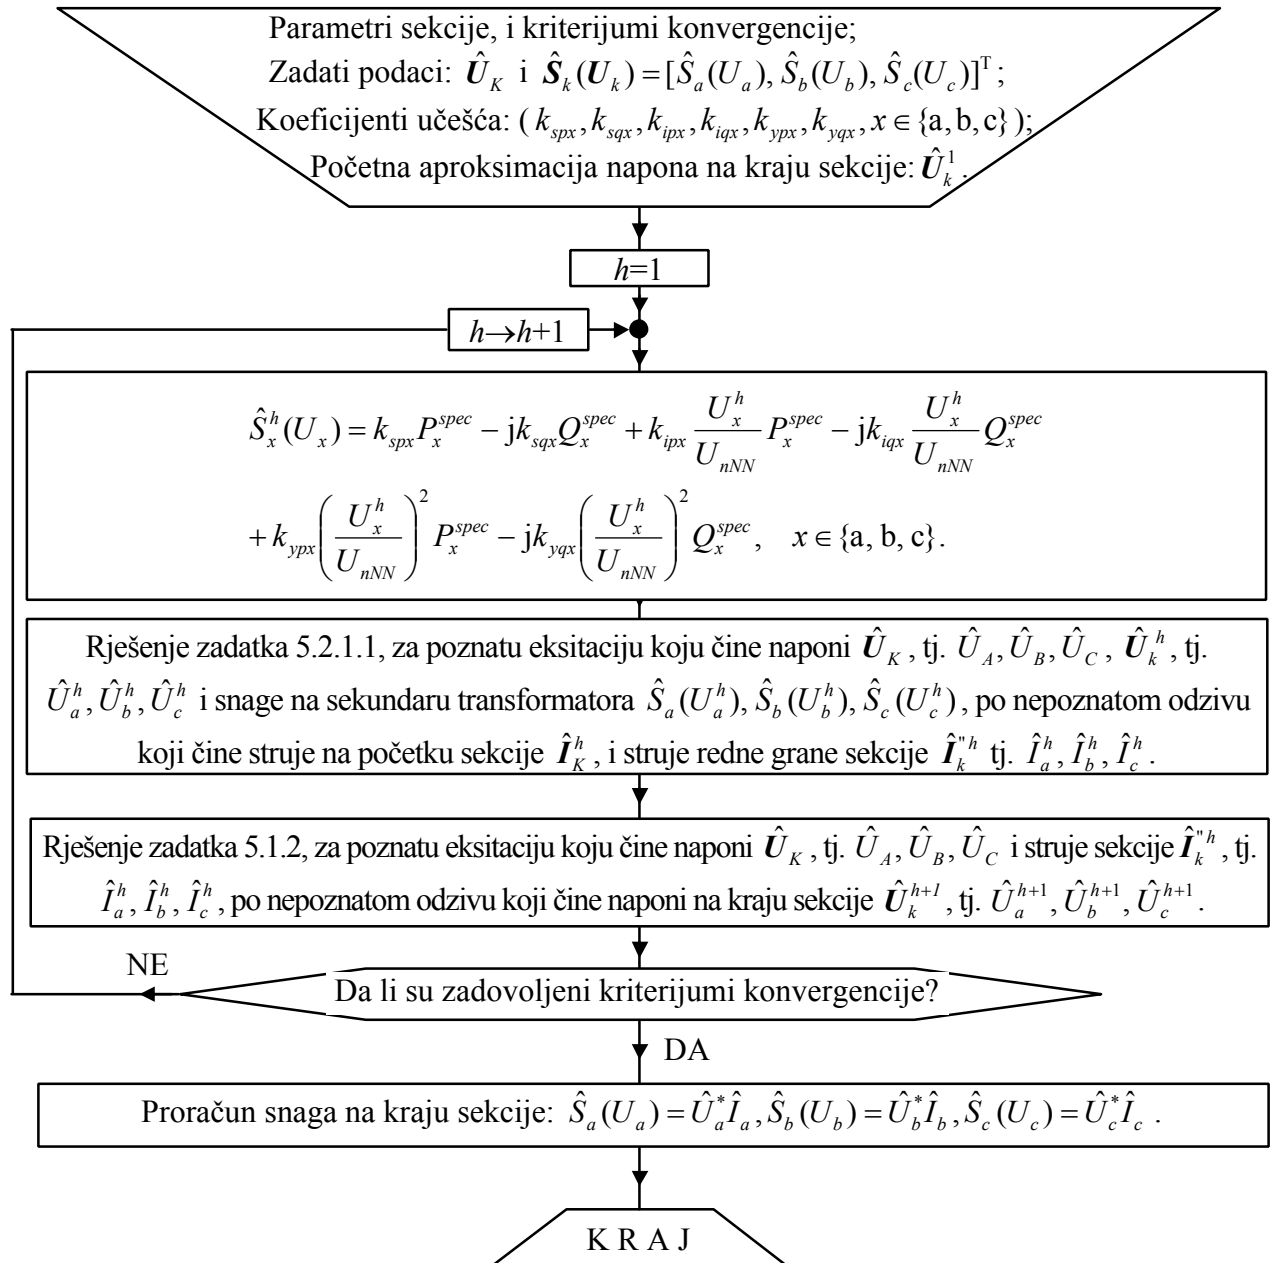 Parametri sekcije, i kriterijumi konvergencije;
Zadati podaci: Û_K i Ŝ_k(U_k) = [Ŝ_a(U_a), Ŝ_b(U_b), Ŝ_c(U_c)]^T;
Koeficijenti učešća: (k_spx, k_sqx, k_ipx, k_iqx, k_ypx, k_yqx, x ∈ {a, b, c});
Početna aproksimacija napona na kraju sekcije: Û_k^1.
h=1
h→h+1
Ŝ_x^h(U_x) = k_spx P_x^spec − jk_sqx Q_x^spec + k_ipx (U_x^h / U_nNN) P_x^spec − jk_iqx (U_x^h / U_nNN) Q_x^spec
+ k_ypx (U_x^h / U_nNN)^2 P_x^spec − jk_yqx (U_x^h / U_nNN)^2 Q_x^spec, x ∈ {a, b, c}.
Rješenje zadatka 5.2.1.1, za poznatu eksitaciju koju čine naponi Û_K, tj. Û_A, Û_B, Û_C, Û_k^h, tj.
Û_a^h, Û_b^h, Û_c^h i snage na sekundaru transformatora Ŝ_a(U_a^h), Ŝ_b(U_b^h), Ŝ_c(U_c^h), po nepoznatom odzivu
koji čine struje na početku sekcije Î_K^h, i struje redne grane sekcije Î_k^"h tj. Î_a^h, Î_b^h, Î_c^h.
Rješenje zadatka 5.1.2, za poznatu eksitaciju koju čine naponi Û_K, tj. Û_A, Û_B, Û_C i struje sekcije Î_k^"h, tj.
Î_a^h, Î_b^h, Î_c^h, po nepoznatom odzivu koji čine naponi na kraju sekcije Û_k^h+1, tj. Û_a^h+1, Û_b^h+1, Û_c^h+1.
NE
Da li su zadovoljeni kriterijumi konvergencije?
DA
Proračun snaga na kraju sekcije: Ŝ_a(U_a) = Û_a^* Î_a, Ŝ_b(U_b) = Û_b^* Î_b, Ŝ_c(U_c) = Û_c^* Î_c .
K R A J